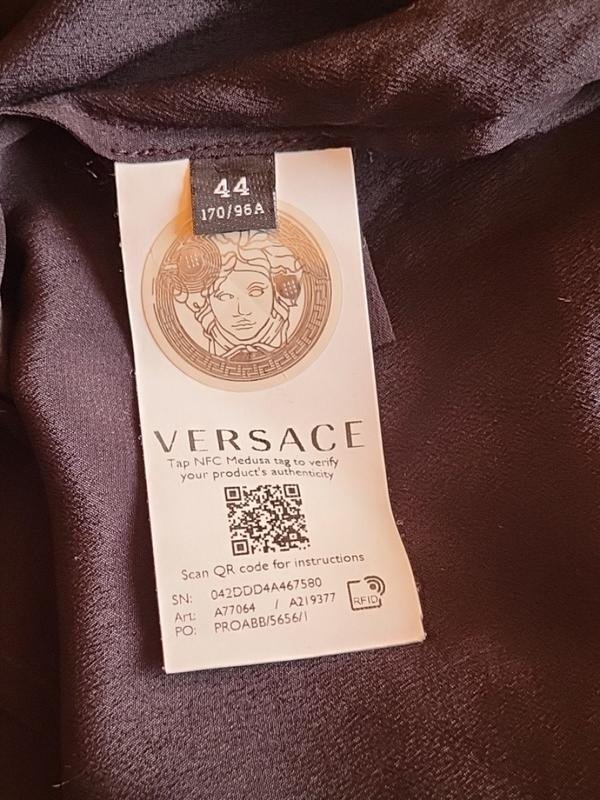 44
170/96A
VERSACE
Tap NFC Medusa tag to verify
your product's authenticity
Scan QR code for instructions
SN: 042DDD4A467580
Art: A77064 / A219377
PO: PROABB/5656/1
RFID